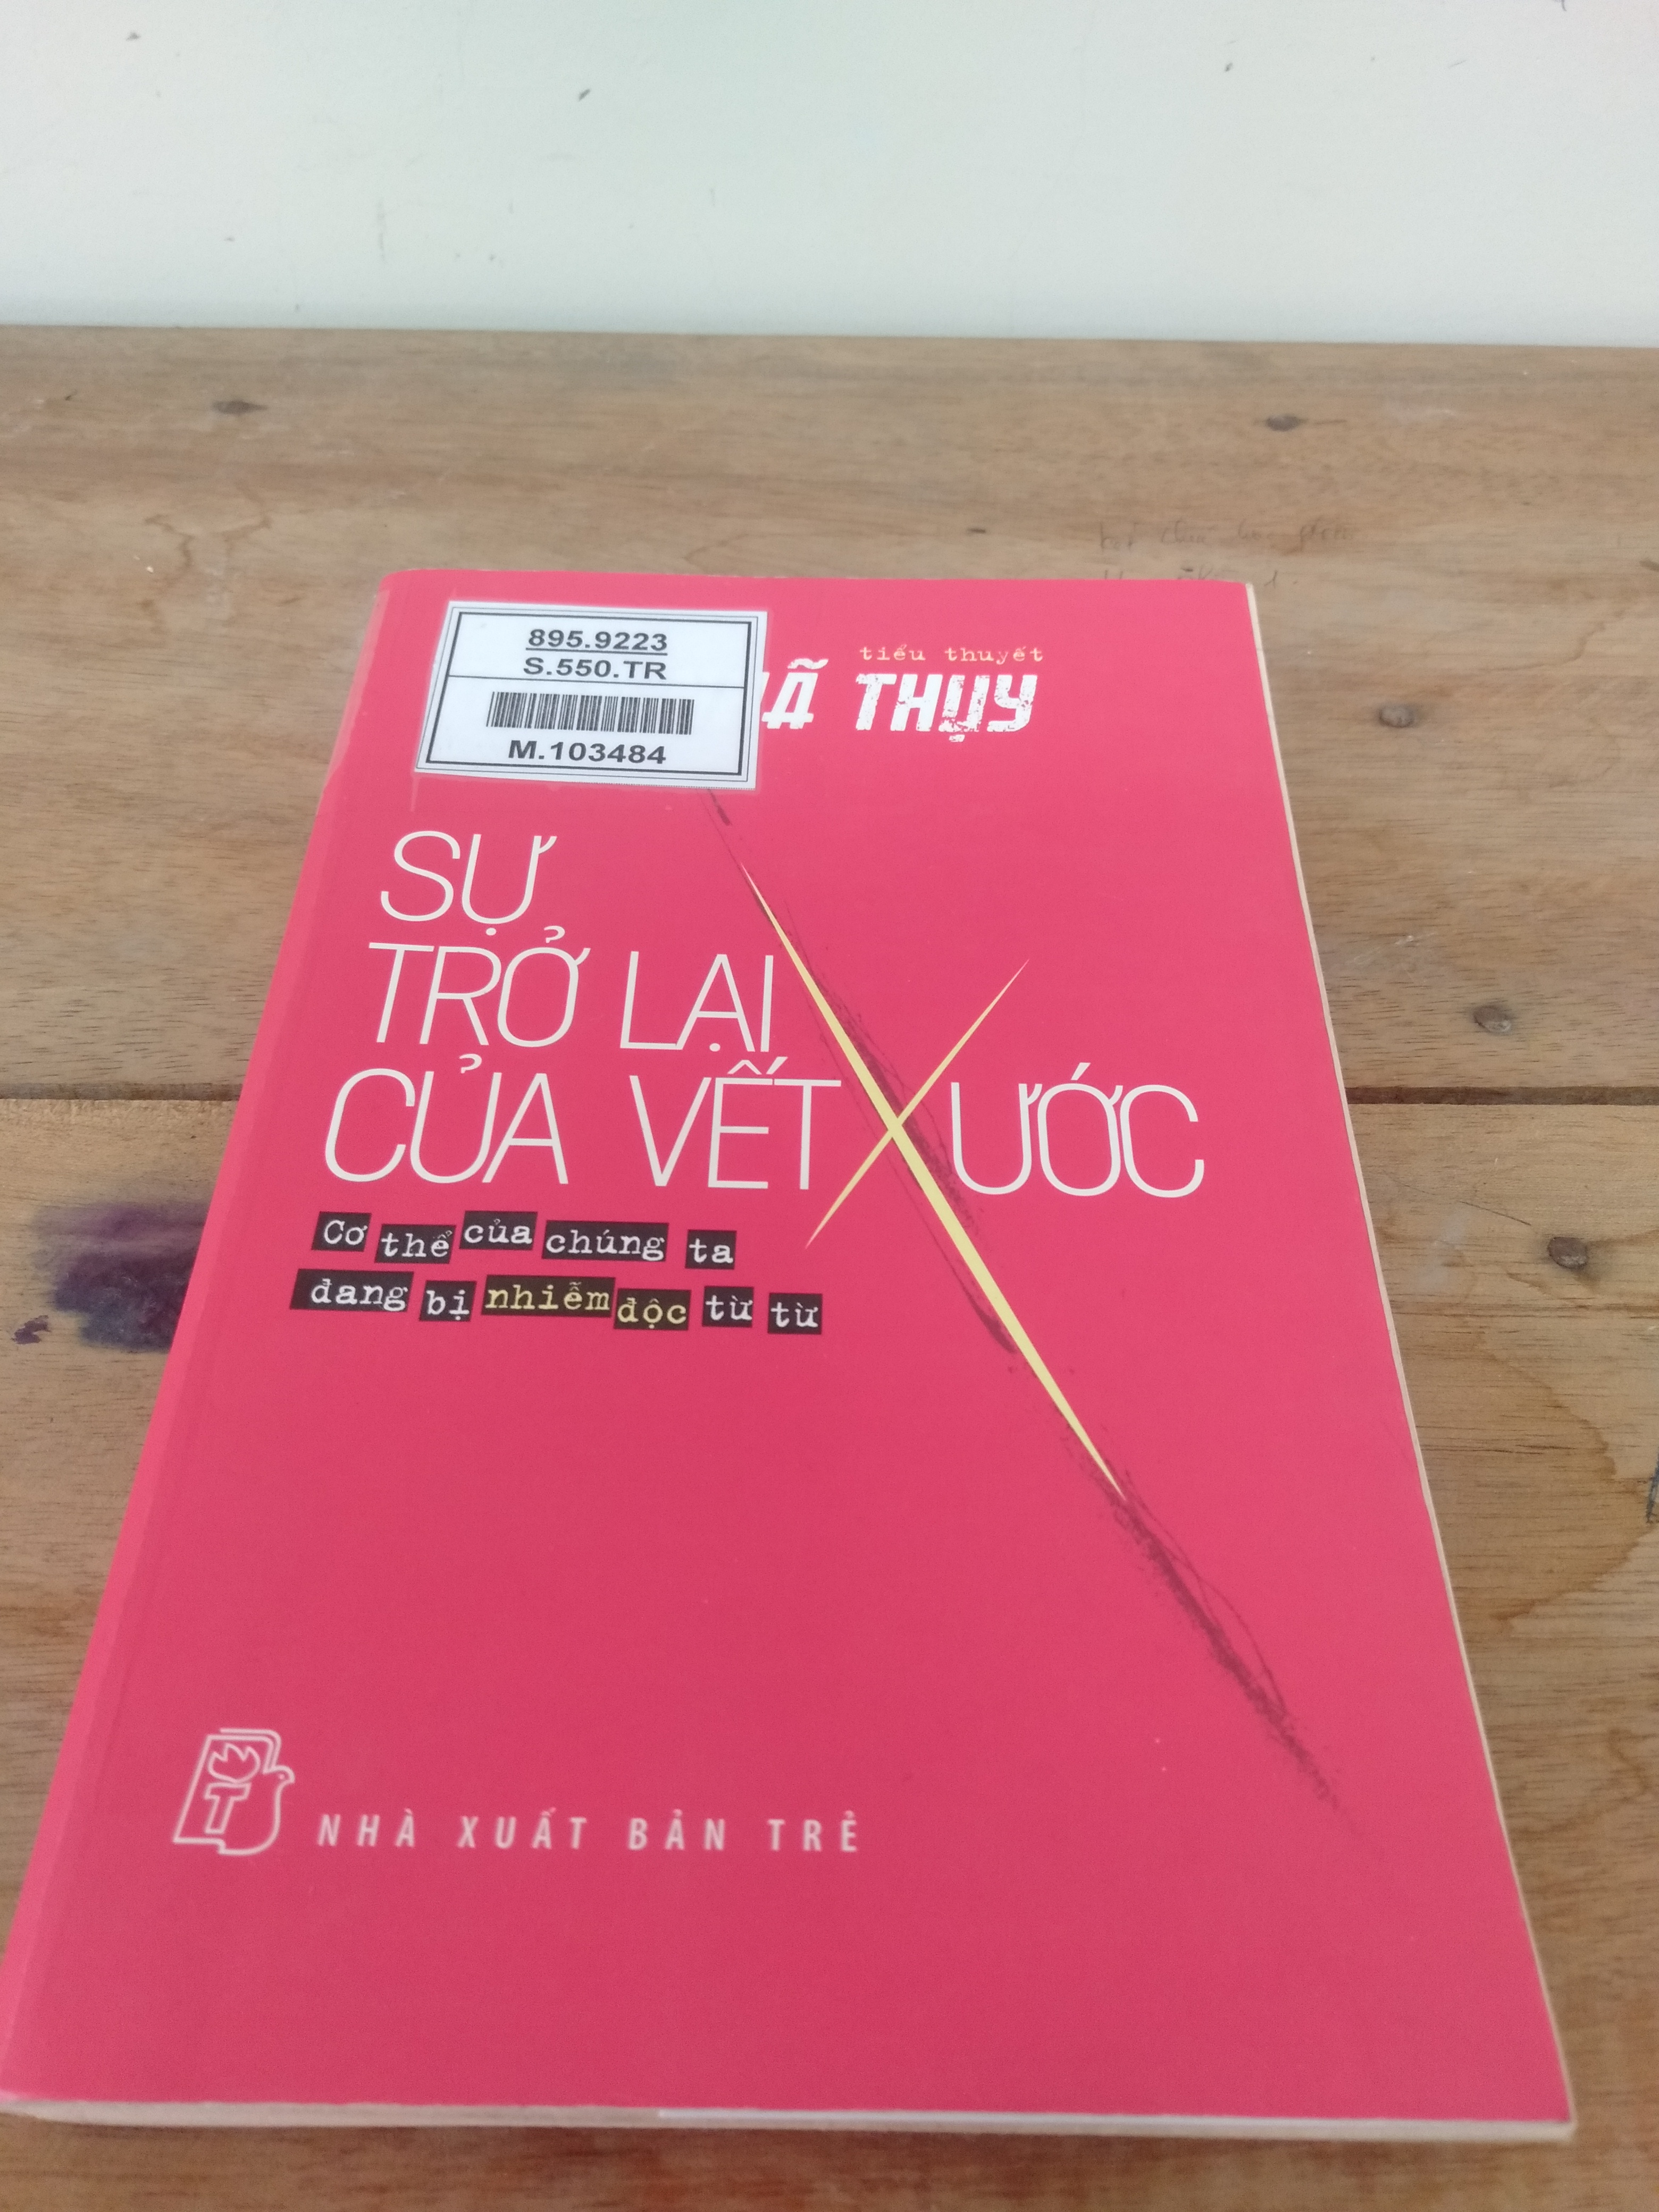 895.9223
S.550.TR
M.103484
tiểu thuyết
Ã THỤY
SỰ
TRỞ LẠI
CỦA VẾT XƯỚC
Cơ thể của chúng ta
đang bị nhiễm độc từ từ
T
NHÀ XUẤT BẢN TRẺ